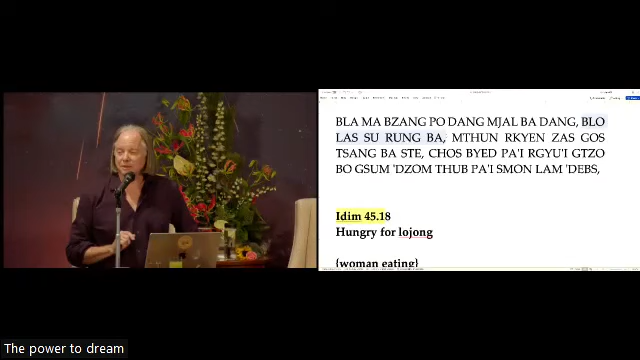 BLA MA BZANG PO DANG MJAL BA DANG, BLO
LAS SU RUNG BA, MTHUN RKYEN ZAS GOS
TSANG BA STE, CHOS BYED PA'I RGYU'I GTZO
BO GSUM 'DZOM THUB PA'I SMON LAM 'DEBS,
Idim 45.18
Hungry for lojong
{woman eating}
The power to dream